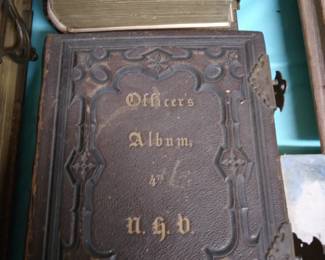 Officer's
Album,
4th
N. H. V.